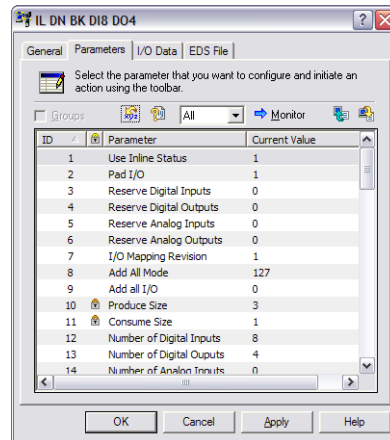 IL DN BK DI8 DO4
General Parameters I/O Data EDS File
Select the parameter that you want to configure and initiate an
action using the toolbar.
Groups All Monitor
ID Parameter Current Value
1 Use Inline Status 1
2 Pad I/O 1
3 Reserve Digital Inputs 0
4 Reserve Digital Outputs 0
5 Reserve Analog Inputs 0
6 Reserve Analog Outputs 0
7 I/O Mapping Revision 1
8 Add All Mode 127
9 Add all I/O 0
10 Produce Size 3
11 Consume Size 1
12 Number of Digital Inputs 8
13 Number of Digital Ouputs 4
14 Number of Analog Inputs 0
OK Cancel Apply Help